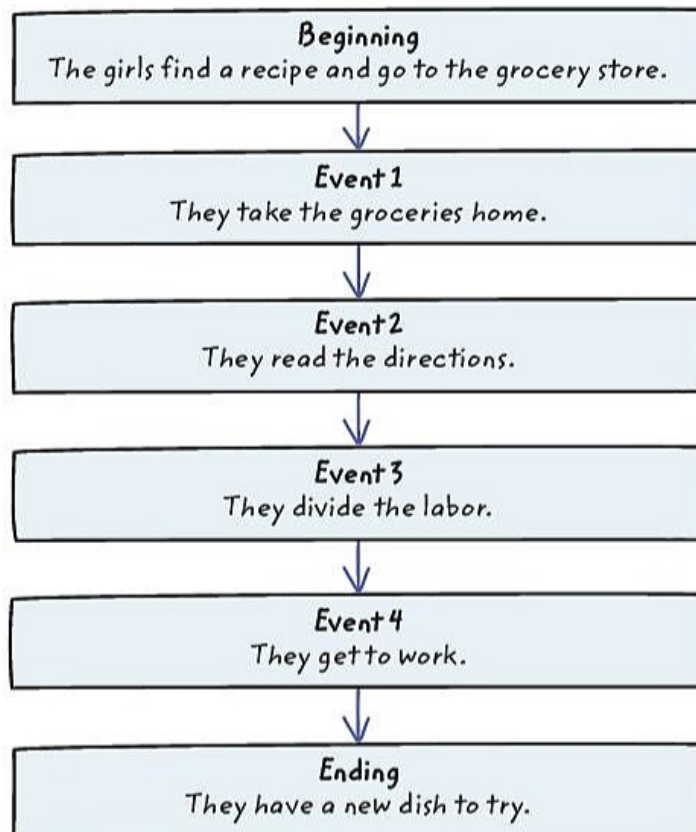 Beginning
The girls find a recipe and go to the grocery store.
Event 1
They take the groceries home.
Event 2
They read the directions.
Event 3
They divide the labor.
Event 4
They get to work.
Ending
They have a new dish to try.